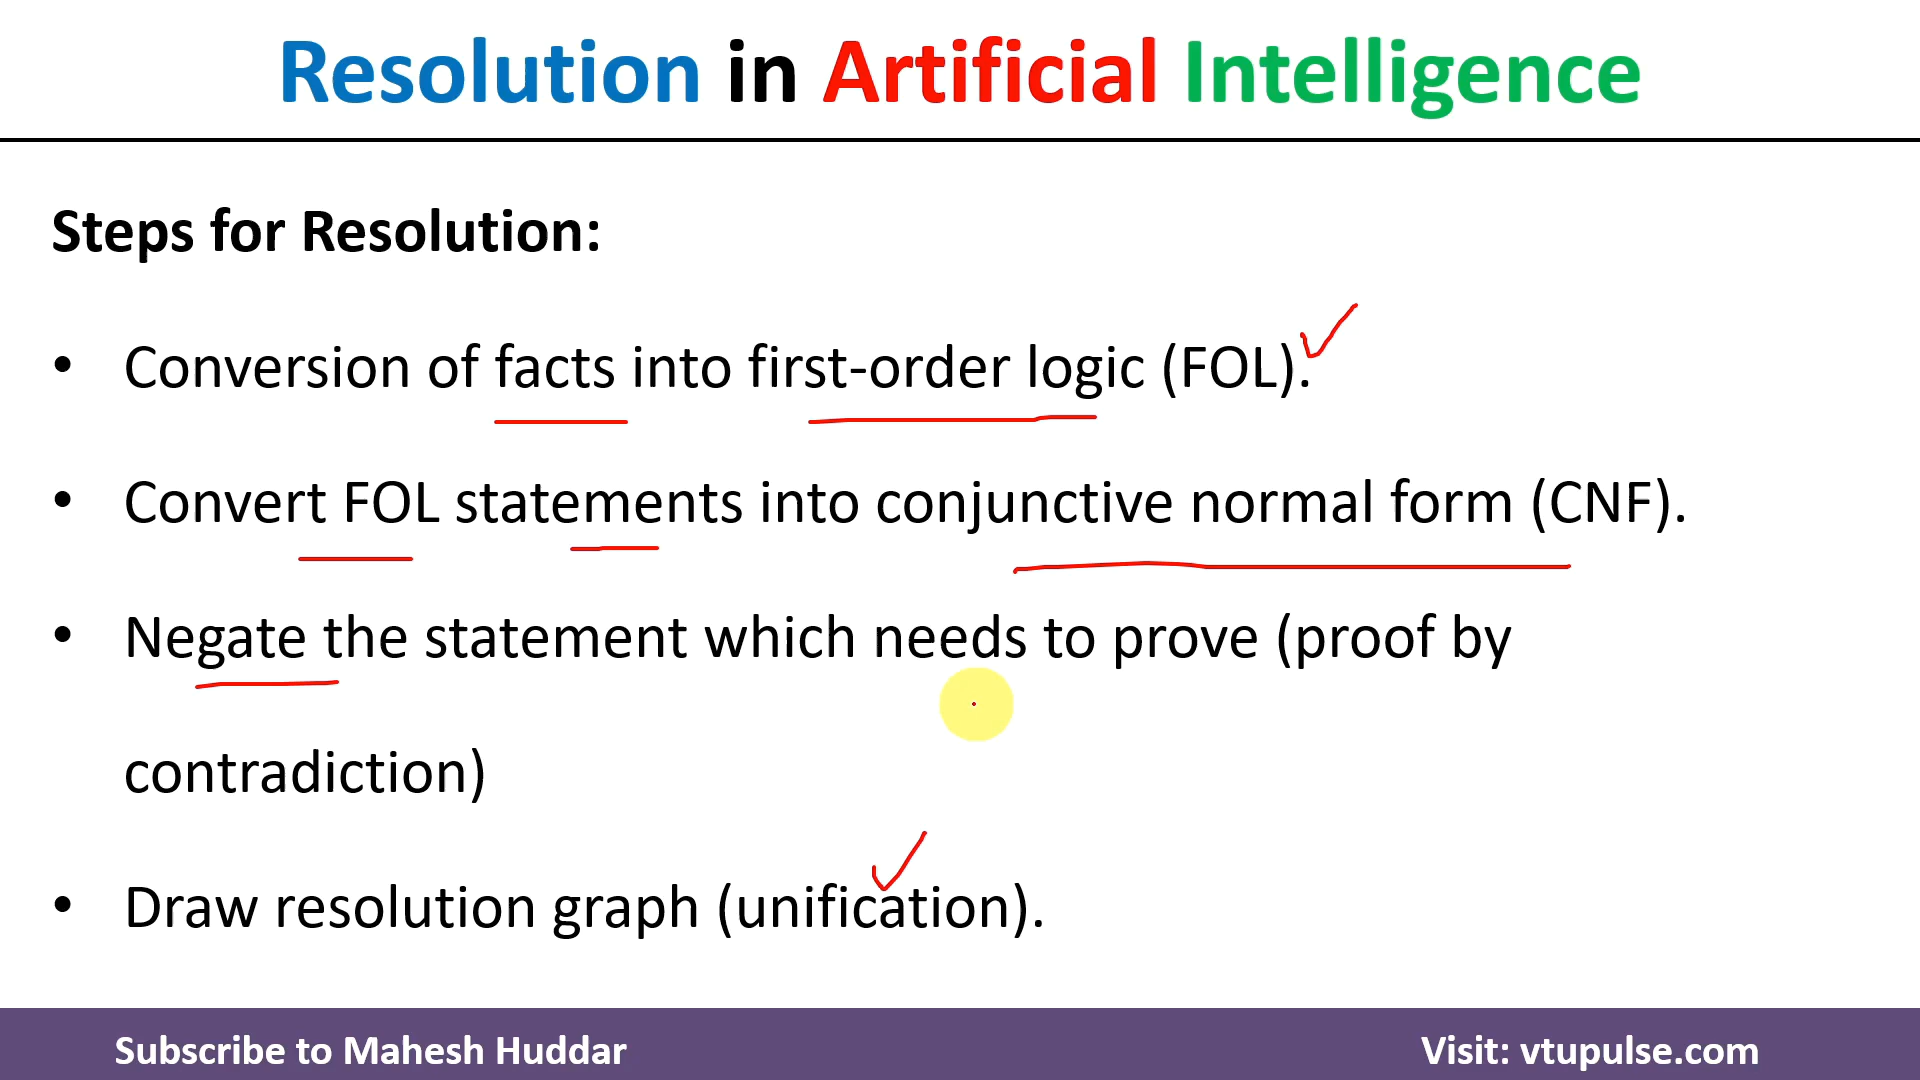 Resolution in Artificial Intelligence
Steps for Resolution:
• Conversion of facts into first-order logic (FOL).
• Convert FOL statements into conjunctive normal form (CNF).
• Negate the statement which needs to prove (proof by
contradiction)
• Draw resolution graph (unification).
Subscribe to Mahesh Huddar
Visit: vtupulse.com